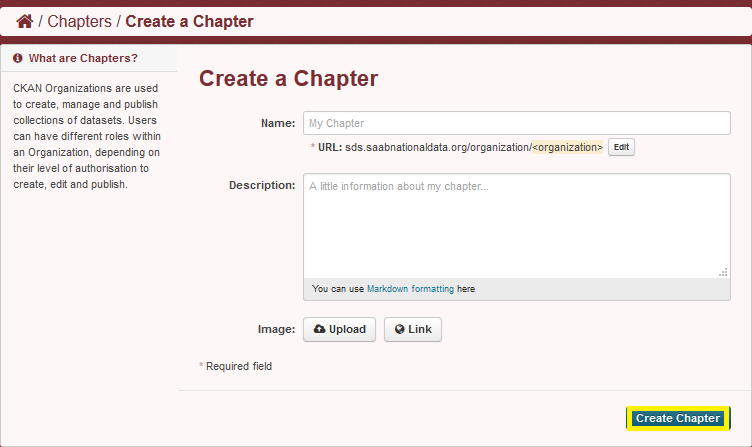 / Chapters / Create a Chapter
What are Chapters?
CKAN Organizations are used
to create, manage and publish
collections of datasets. Users
can have different roles within
an Organization, depending on
their level of authorisation to
create, edit and publish.
Create a Chapter
Name:
My Chapter
* URL: sds.saabnationaldata.org/organization/<organization> Edit
Description:
A little information about my chapter...
You can use Markdown formatting here
Image:
Upload
Link
* Required field
Create Chapter